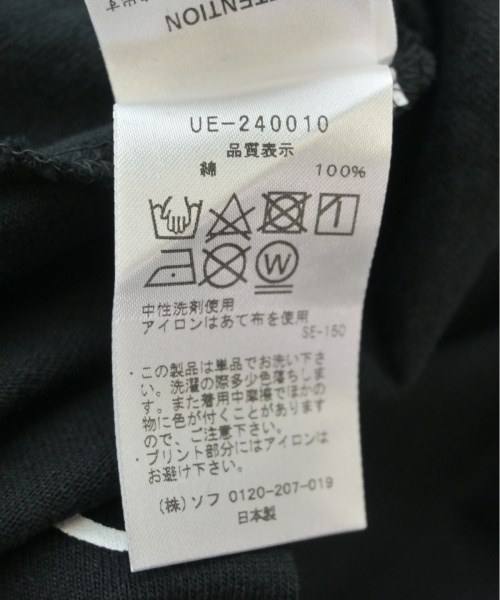 ATTENTION
UE-240010
品質表示
綿 100%
W
中性洗剤使用
アイロンはあて布を使用
SE-150
・この製品は単品でお洗い下さ
い。洗濯の際多少色落ちしま
す。また着用中摩擦でほかの
物に色が付くことがあります
ので、ご注意下さい。
・プリント部分にはアイロンは
お避け下さい。
(株)ソフ 0120-207-019
日本製